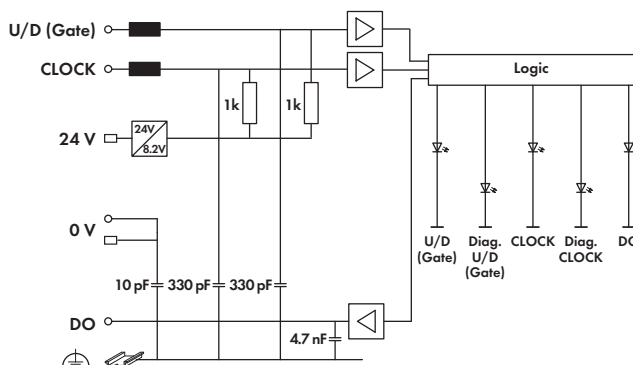 U/D (Gate)
CLOCK
Logic
1k
1k
24 V
24V
8.2V
0 V
U/D
(Gate)
Diag.
U/D
(Gate)
CLOCK
Diag.
CLOCK
10 pF
330 pF
330 pF
DO
4.7 nF